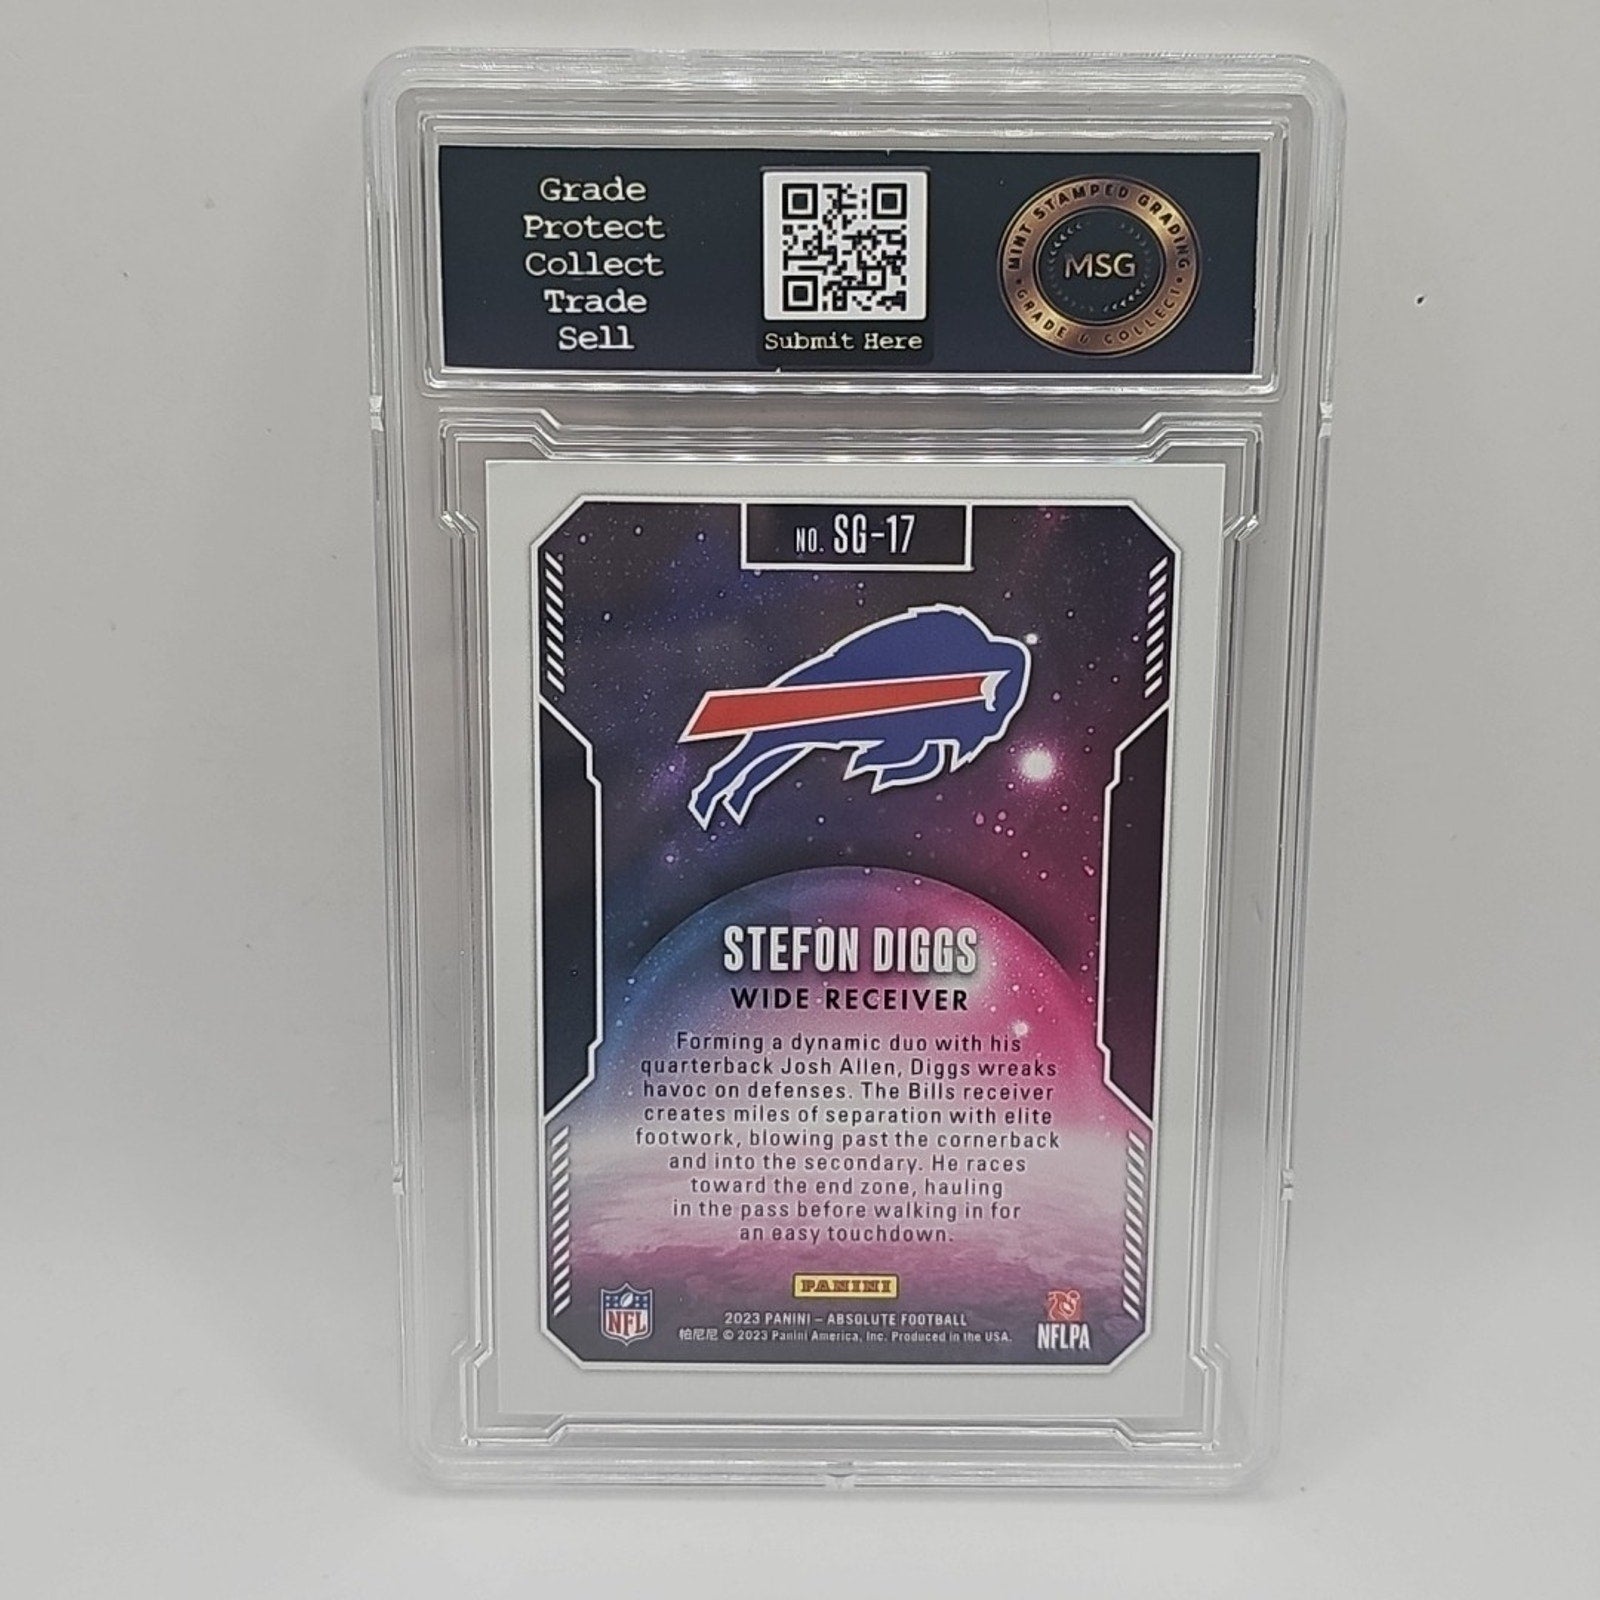 Grade
Protect
Collect
Trade
Sell
Submit Here
MINT STAMPED GRADING
MSG
GRADE & COLLECT
NO. SG-17
STEFON DIGGS
WIDE RECEIVER
Forming a dynamic duo with his
quarterback Josh Allen, Diggs wreaks
havoc on defenses. The Bills receiver
creates miles of separation with elite
footwork, blowing past the cornerback
and into the secondary. He races
toward the end zone, hauling
in the pass before walking in for
an easy touchdown.
PANINI
NFL
2023 PANINI – ABSOLUTE FOOTBALL
帕尼尼 © 2023 Panini America, Inc. Produced in the USA.
NFLPA